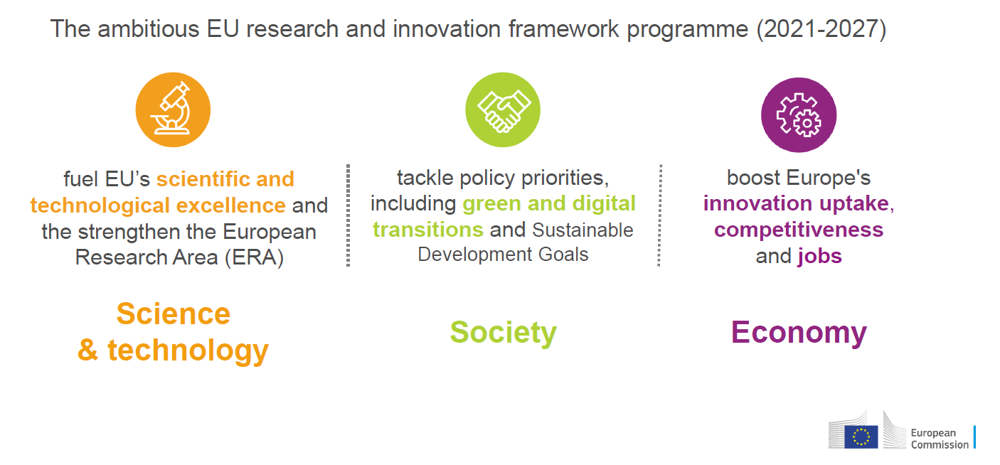 The ambitious EU research and innovation framework programme (2021-2027)
fuel EU’s scientific and
technological excellence and
the strengthen the European
Research Area (ERA)
Science
& technology
tackle policy priorities,
including green and digital
transitions and Sustainable
Development Goals
Society
boost Europe's
innovation uptake,
competitiveness
and jobs
Economy
European
Commission